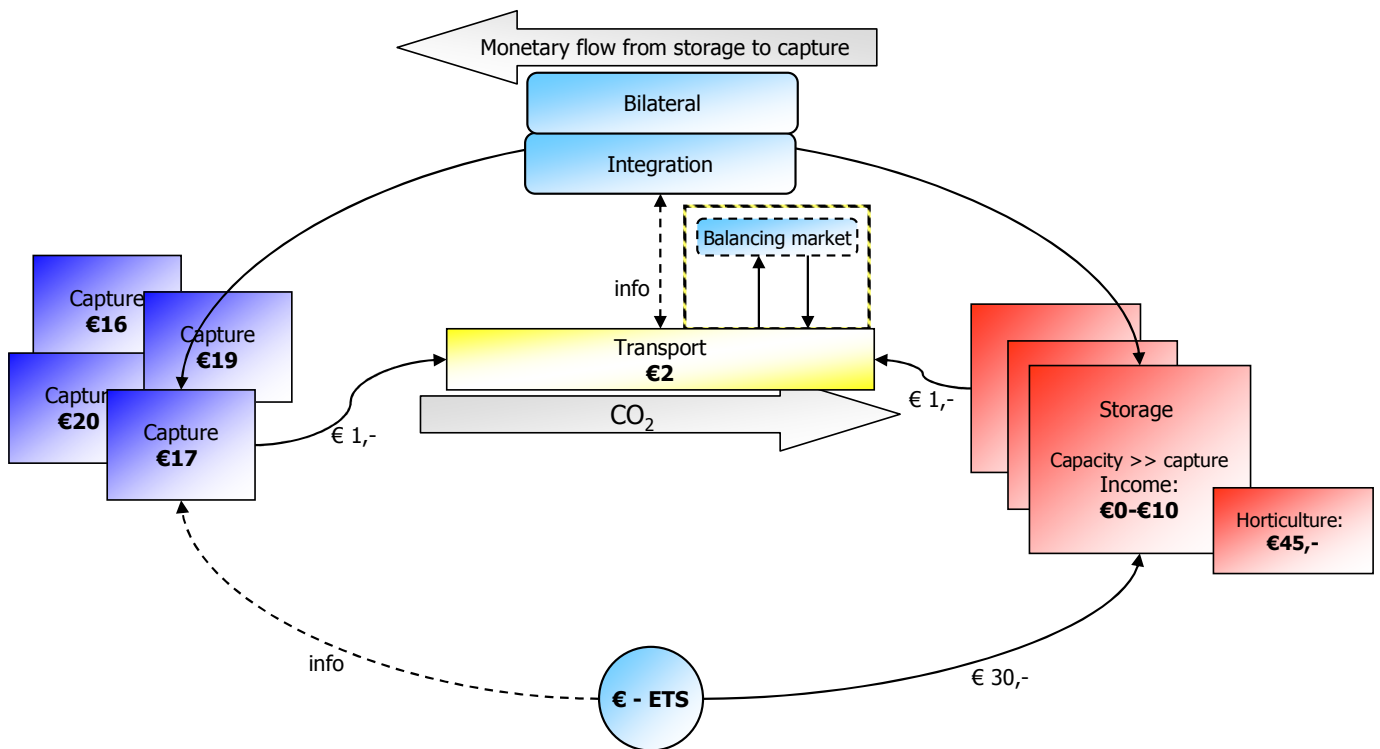 Monetary flow from storage to capture
Bilateral
Integration
Balancing market
info
Capture
€16
Capture
€19
Capture
€20
Capture
€17
Transport
€2
€ 1,-
€ 1,-
CO₂
Storage
Capacity >> capture
Income:
€0-€10
Horticulture:
€45,-
info
€ - ETS
€ 30,-